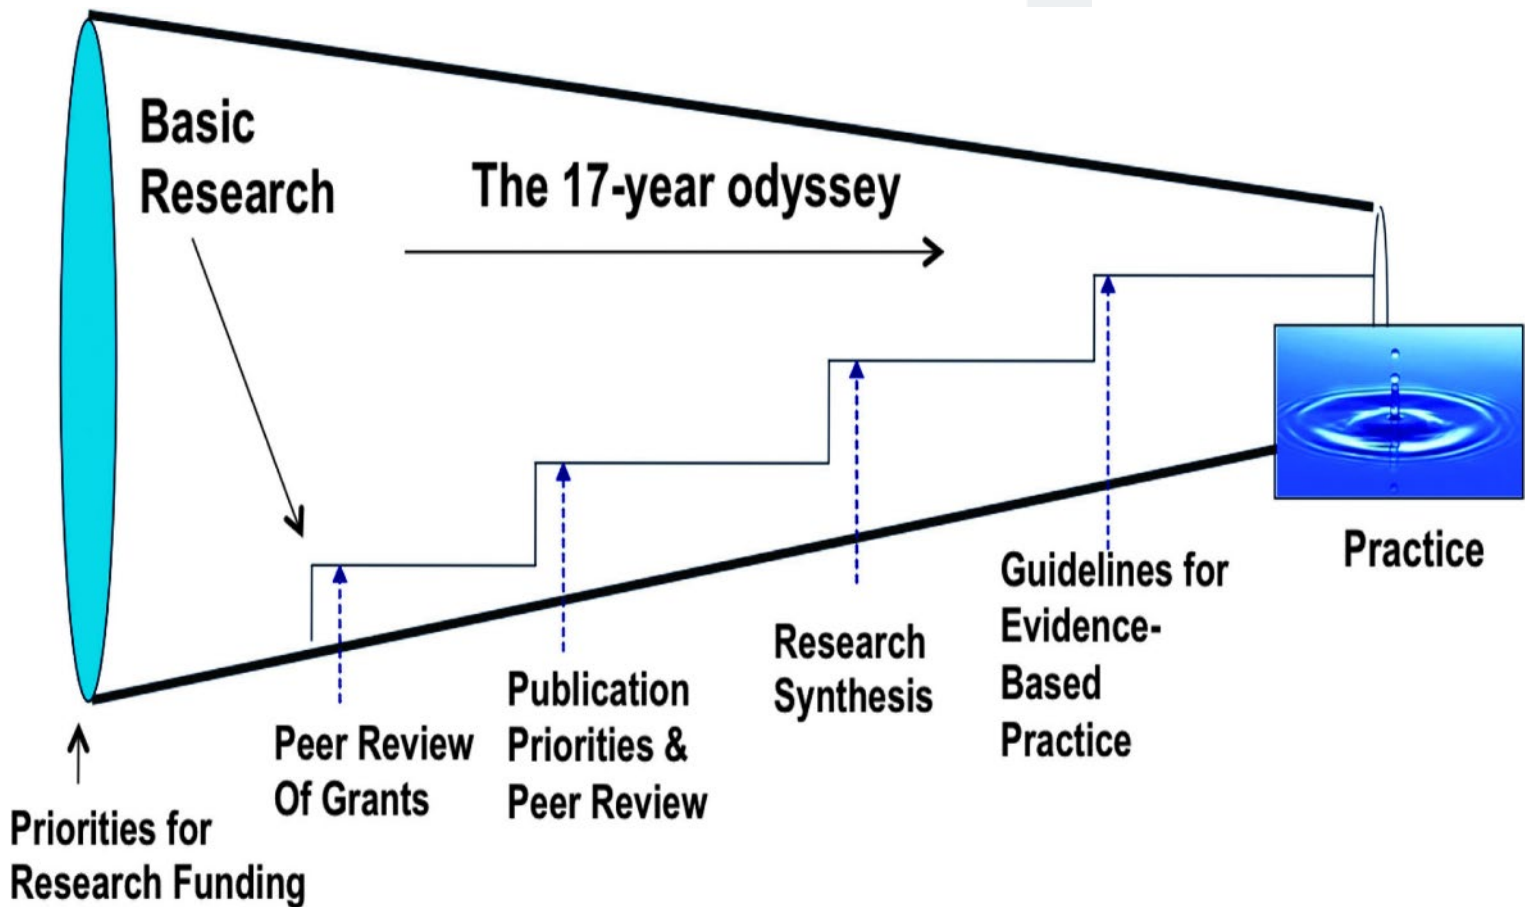 Basic
Research
The 17-year odyssey
Practice
Guidelines for
Evidence-
Based
Practice
Research
Synthesis
Publication
Priorities &
Peer Review
Peer Review
Of Grants
Priorities for
Research Funding